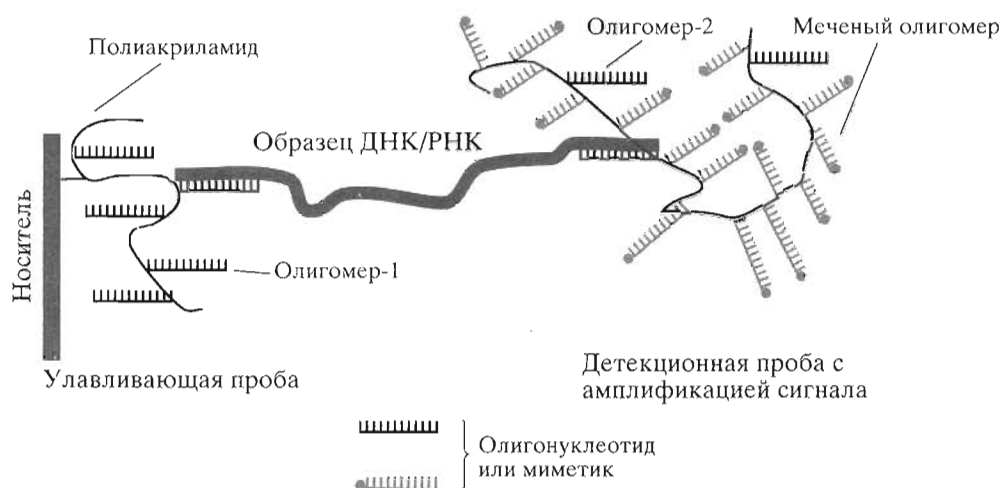 Полиакриламид
Олигомер-2
Меченый олигомер
Образец ДНК/РНК
Носитель
Олигомер-1
Улавливающая проба
Детекционная проба с
амплификацией сигнала
Олигонуклеотид
или миметик